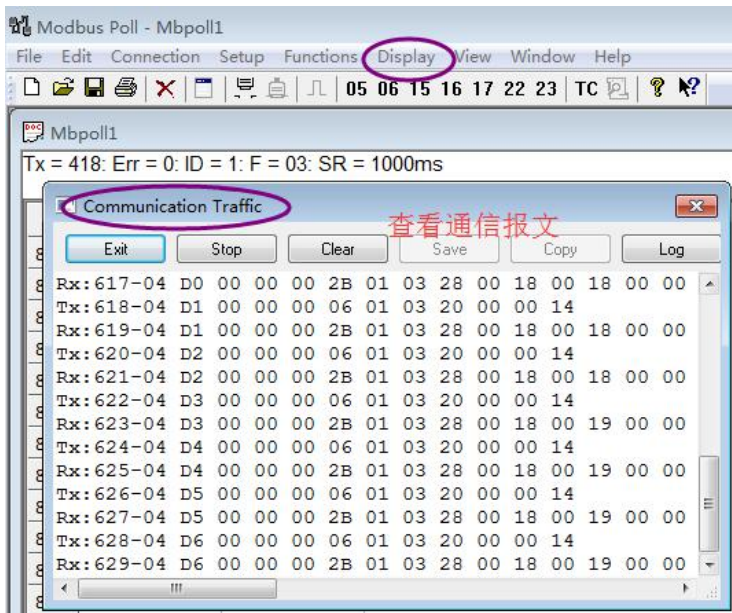 Modbus Poll - Mbpoll1
File Edit Connection Setup Functions Display View Window Help
05 06 15 16 17 22 23 TC
Mbpoll1
Tx = 418: Err = 0: ID = 1: F = 03: SR = 1000ms
Communication Traffic
查看通信报文
Exit Stop Clear Save Copy Log
Rx:617-04 D0 00 00 00 2B 01 03 28 00 18 00 18 00 00
Tx:618-04 D1 00 00 00 06 01 03 20 00 00 14
Rx:619-04 D1 00 00 00 2B 01 03 28 00 18 00 18 00 00
Tx:620-04 D2 00 00 00 06 01 03 20 00 00 14
Rx:621-04 D2 00 00 00 2B 01 03 28 00 18 00 18 00 00
Tx:622-04 D3 00 00 00 06 01 03 20 00 00 14
Rx:623-04 D3 00 00 00 2B 01 03 28 00 18 00 19 00 00
Tx:624-04 D4 00 00 00 06 01 03 20 00 00 14
Rx:625-04 D4 00 00 00 2B 01 03 28 00 18 00 19 00 00
Tx:626-04 D5 00 00 00 06 01 03 20 00 00 14
Rx:627-04 D5 00 00 00 2B 01 03 28 00 18 00 19 00 00
Tx:628-04 D6 00 00 00 06 01 03 20 00 00 14
Rx:629-04 D6 00 00 00 2B 01 03 28 00 18 00 19 00 00